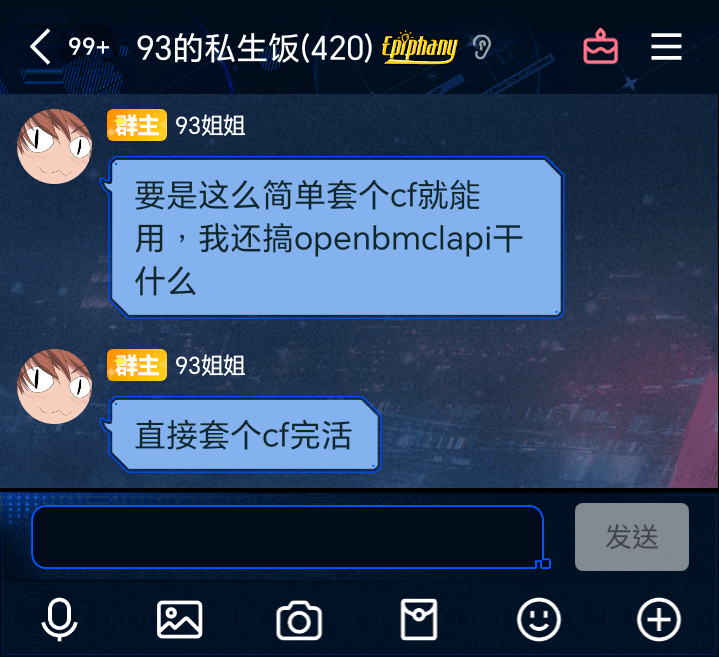 99+ 93的私生饭(420) Epiphany
群主 93姐姐
要是这么简单套个cf就能
用，我还搞openbmclapi干
什么
群主 93姐姐
直接套个cf完活
发送